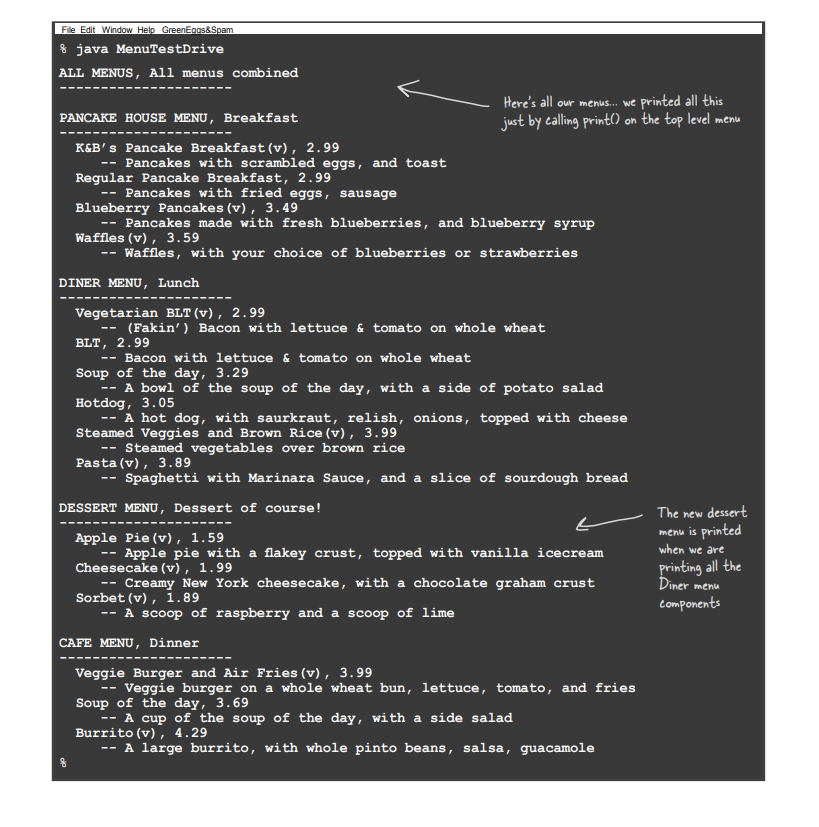 File Edit Window Help GreenEggs&Spam
% java MenuTestDrive
ALL MENUS, All menus combined
---------------------
Here's all our menus... we printed all this
just by calling print() on the top level menu
PANCAKE HOUSE MENU, Breakfast
---------------------
K&B's Pancake Breakfast(v), 2.99
-- Pancakes with scrambled eggs, and toast
Regular Pancake Breakfast, 2.99
-- Pancakes with fried eggs, sausage
Blueberry Pancakes(v), 3.49
-- Pancakes made with fresh blueberries, and blueberry syrup
Waffles(v), 3.59
-- Waffles, with your choice of blueberries or strawberries
DINER MENU, Lunch
---------------------
Vegetarian BLT(v), 2.99
-- (Fakin') Bacon with lettuce & tomato on whole wheat
BLT, 2.99
-- Bacon with lettuce & tomato on whole wheat
Soup of the day, 3.29
-- A bowl of the soup of the day, with a side of potato salad
Hotdog, 3.05
-- A hot dog, with saurkraut, relish, onions, topped with cheese
Steamed Veggies and Brown Rice(v), 3.99
-- Steamed vegetables over brown rice
Pasta(v), 3.89
-- Spaghetti with Marinara Sauce, and a slice of sourdough bread
DESSERT MENU, Dessert of course!
---------------------
Apple Pie(v), 1.59
-- Apple pie with a flakey crust, topped with vanilla icecream
Cheesecake(v), 1.99
-- Creamy New York cheesecake, with a chocolate graham crust
Sorbet(v), 1.89
-- A scoop of raspberry and a scoop of lime
The new dessert
menu is printed
when we are
printing all the
Diner menu
components
CAFE MENU, Dinner
---------------------
Veggie Burger and Air Fries(v), 3.99
-- Veggie burger on a whole wheat bun, lettuce, tomato, and fries
Soup of the day, 3.69
-- A cup of the soup of the day, with a side salad
Burrito(v), 4.29
-- A large burrito, with whole pinto beans, salsa, guacamole
%